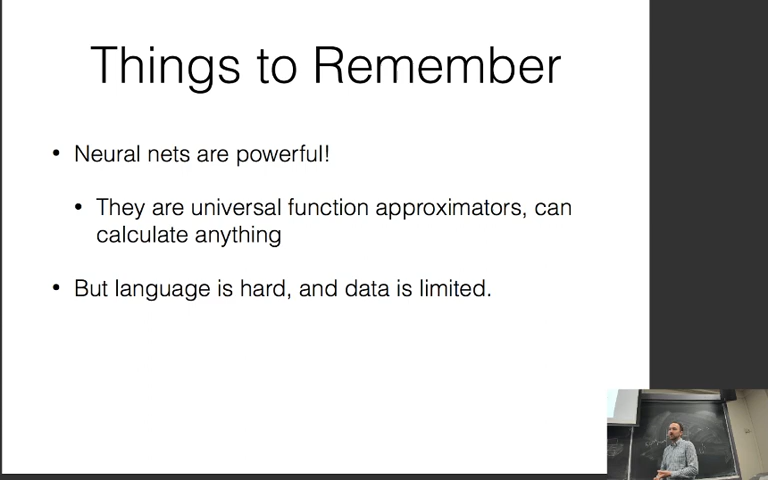 Things to Remember
• Neural nets are powerful!
• They are universal function approximators, can
calculate anything
• But language is hard, and data is limited.